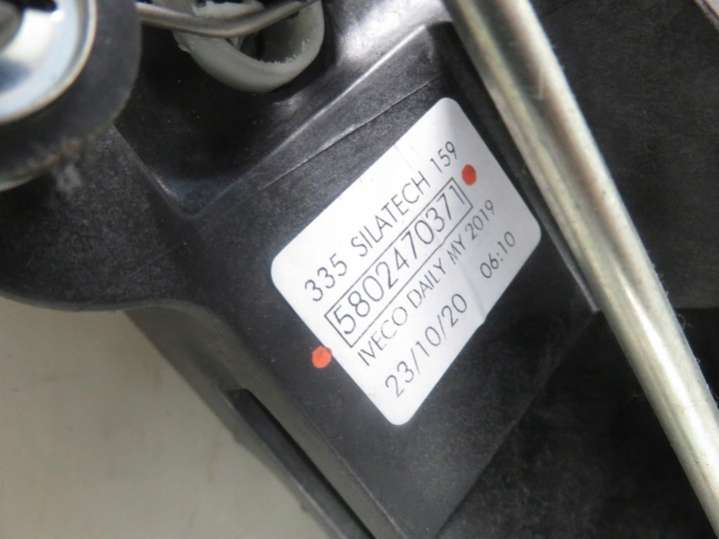 335 SILATECH 159
5802470371
IVECO DAILY MY 2019
23/10/20 06:10